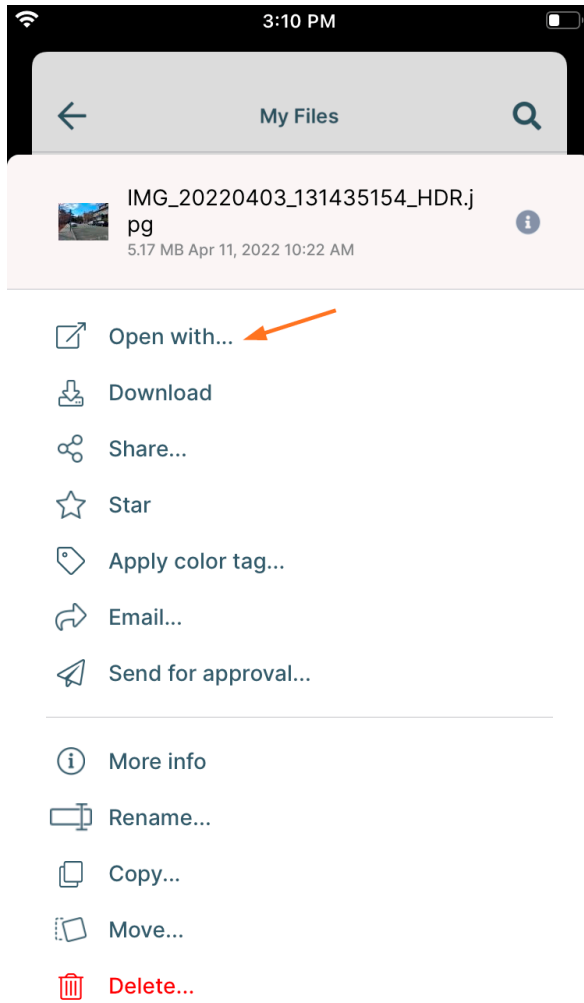 3:10 PM
My Files
IMG_20220403_131435154_HDR.j
pg
5.17 MB Apr 11, 2022 10:22 AM
Open with...
Download
Share...
Star
Apply color tag...
Email...
Send for approval...
More info
Rename...
Copy...
Move...
Delete...